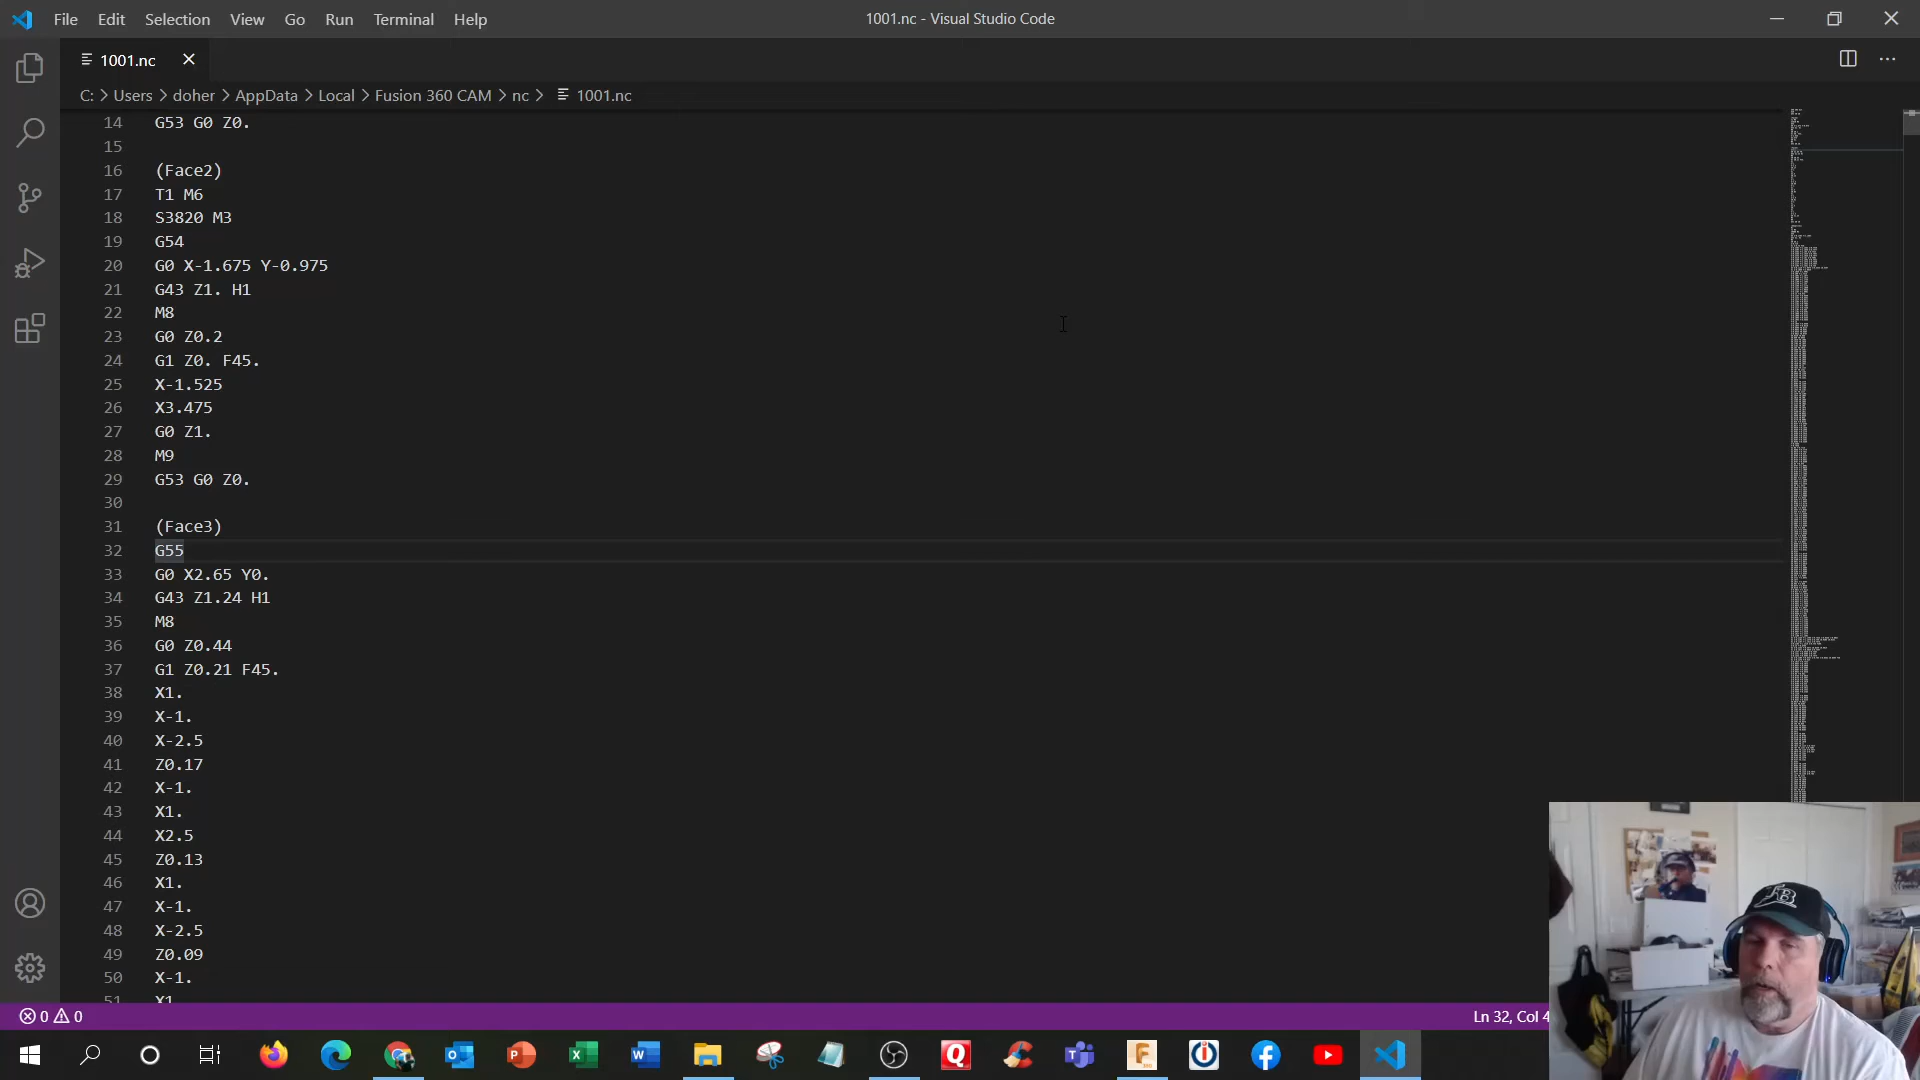 File Edit Selection View Go Run Terminal Help
1001.nc - Visual Studio Code
1001.nc
C: > Users > doher > AppData > Local > Fusion 360 CAM > nc > 1001.nc
14 G53 G0 Z0.
15
16 (Face2)
17 T1 M6
18 S3820 M3
19 G54
20 G0 X-1.675 Y-0.975
21 G43 Z1. H1
22 M8
23 G0 Z0.2
24 G1 Z0. F45.
25 X-1.525
26 X3.475
27 G0 Z1.
28 M9
29 G53 G0 Z0.
30
31 (Face3)
32 G55
33 G0 X2.65 Y0.
34 G43 Z1.24 H1
35 M8
36 G0 Z0.44
37 G1 Z0.21 F45.
38 X1.
39 X-1.
40 X-2.5
41 Z0.17
42 X-1.
43 X1.
44 X2.5
45 Z0.13
46 X1.
47 X-1.
48 X-2.5
49 Z0.09
50 X-1.
51 X1
0 0
Ln 32, Col 4